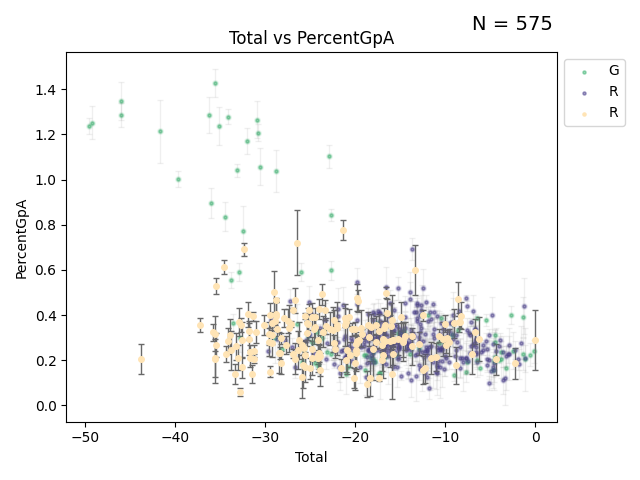 N = 575
Total vs PercentGpA
G
R
R
PercentGpA
1.4
1.2
1.0
0.8
0.6
0.4
0.2
0.0
−50 −40 −30 −20 −10 0
Total